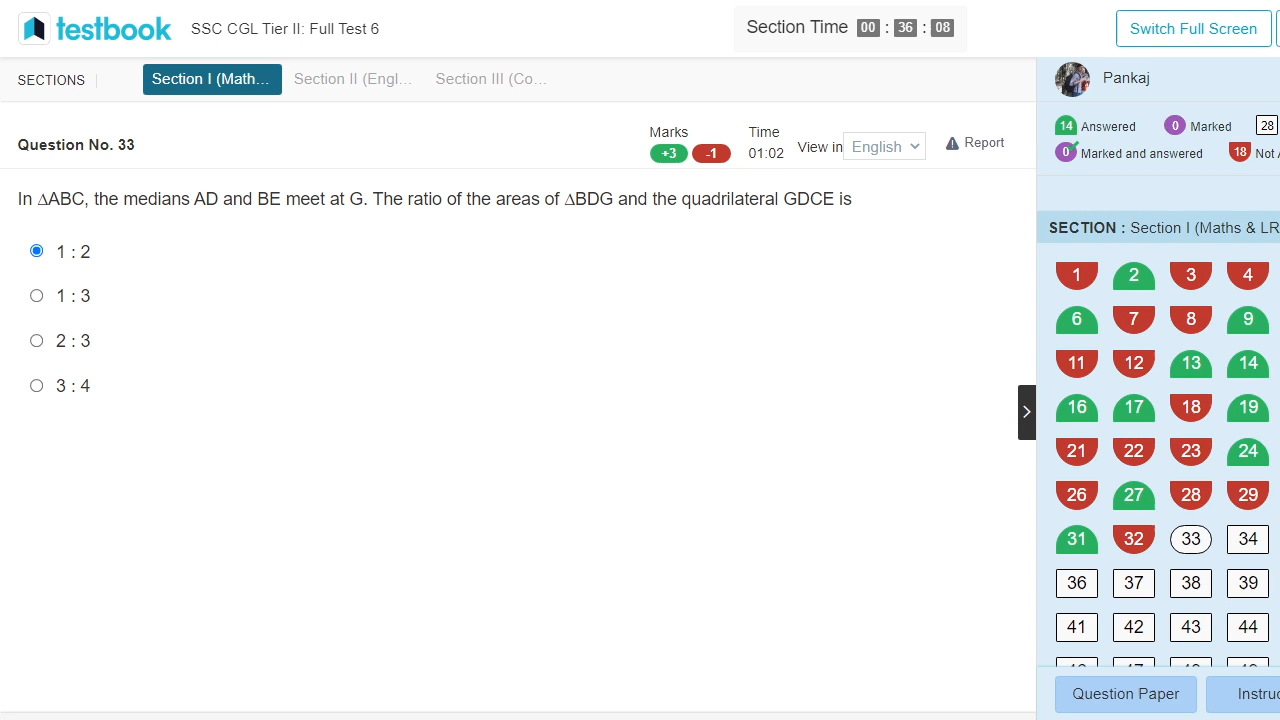 testbook SSC CGL Tier II: Full Test 6 Section Time 00 : 36 : 08 Switch Full Screen
SECTIONS Section I (Math... Section II (Engl... Section III (Co...
Pankaj
14 Answered 0 Marked 28
0 Marked and answered 18 Not
Question No. 33 Marks +3 -1 Time 01:02 View in English Report
In ∆ABC, the medians AD and BE meet at G. The ratio of the areas of ∆BDG and the quadrilateral GDCE is
1 : 2
1 : 3
2 : 3
3 : 4
SECTION : Section I (Maths & LR
1 2 3 4
6 7 8 9
11 12 13 14
16 17 18 19
21 22 23 24
26 27 28 29
31 32 33 34
36 37 38 39
41 42 43 44
Question Paper Instruc